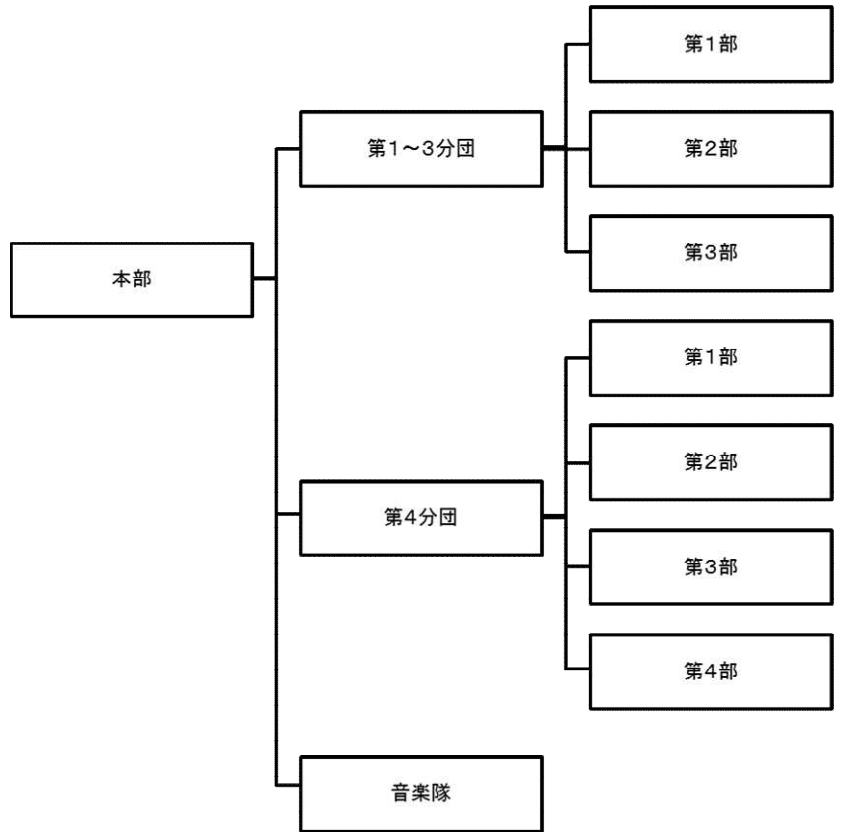 本部
第1～3分団
第1部
第2部
第3部
第4分団
第1部
第2部
第3部
第4部
音楽隊